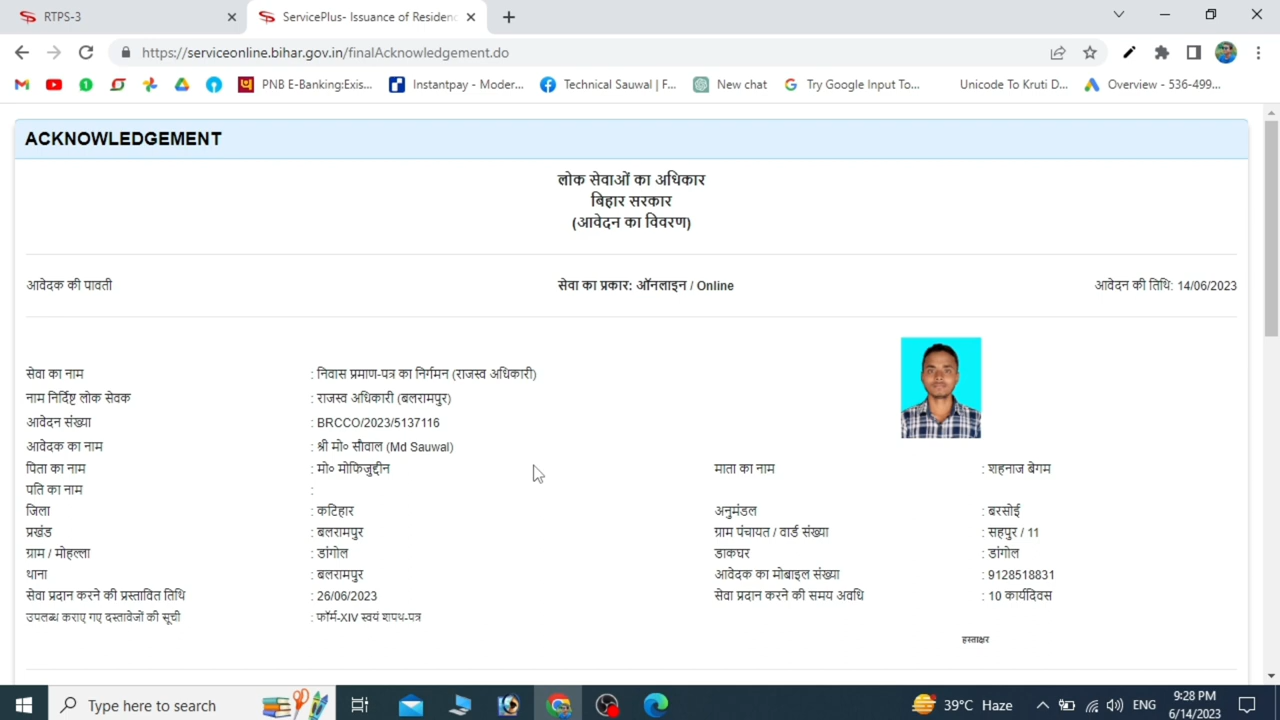 RTPS-3
ServicePlus- Issuance of Residenc
https://serviceonline.bihar.gov.in/finalAcknowledgement.do
PNB E-Banking:Exis...
Instantpay - Moder...
Technical Sauwal | F...
New chat
Try Google Input To...
Unicode To Kruti D...
Overview - 536-499...
ACKNOWLEDGEMENT
लोक सेवाओं का अधिकार
बिहार सरकार
(आवेदन का विवरण)
आवेदक की पावती सेवा का प्रकार: ऑनलाइन / Online आवेदन की तिथि: 14/06/2023
सेवा का नाम : निवास प्रमाण-पत्र का निर्गमन (राजस्व अधिकारी)
नाम निर्दिष्ट लोक सेवक : राजस्व अधिकारी (बलरामपुर)
आवेदन संख्या : BRCCO/2023/5137116
आवेदक का नाम : श्री मो० सौवाल (Md Sauwal)
पिता का नाम : मो० मोफिजुद्दीन माता का नाम : शहनाज बेगम
पति का नाम :
जिला : कटिहार अनुमंडल : बरसोई
प्रखंड : बलरामपुर ग्राम पंचायत / वार्ड संख्या : सहपुर / 11
ग्राम / मोहल्ला : डांगोल डाकघर : डांगोल
थाना : बलरामपुर आवेदक का मोबाइल संख्या : 9128518831
सेवा प्रदान करने की प्रस्तावित तिथि : 26/06/2023 सेवा प्रदान करने की समय अवधि : 10 कार्यदिवस
उपलब्ध कराए गए दस्तावेजों की सूची : फॉर्म-XIV स्वयं शपथ-पत्र
हस्ताक्षर
Type here to search
39°C Haze
ENG
9:28 PM
6/14/2023